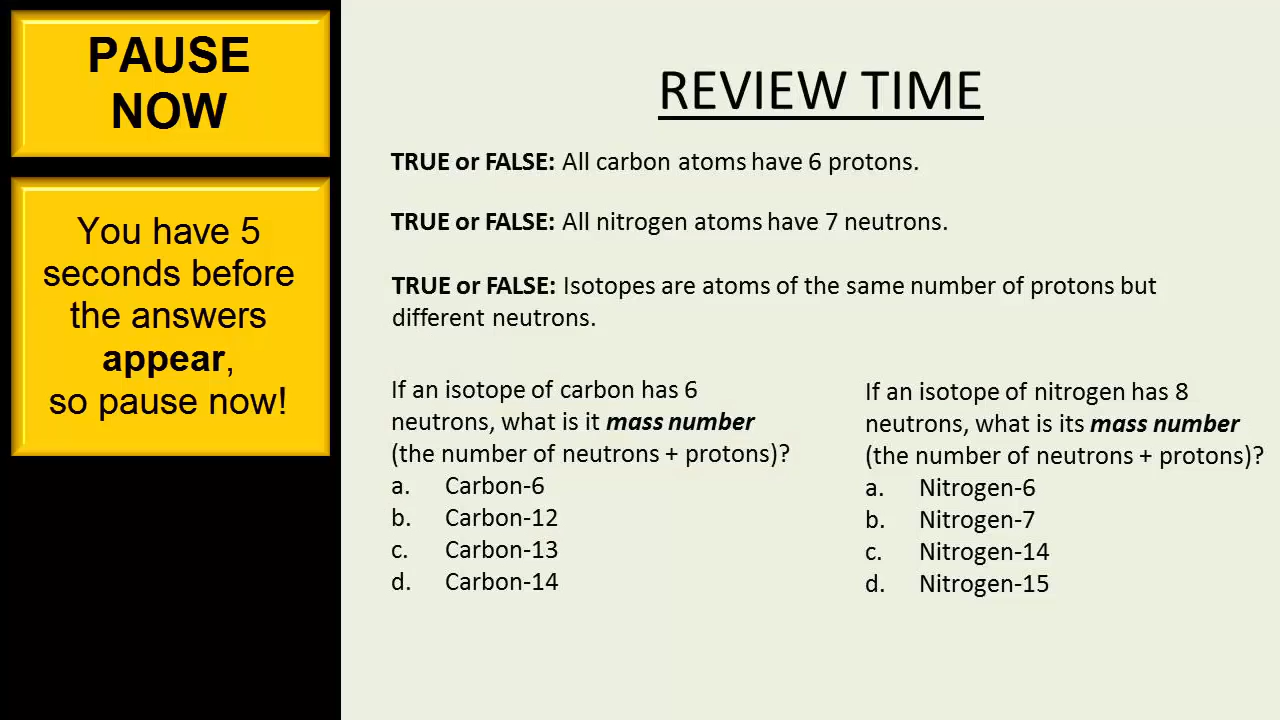 PAUSE
NOW
You have 5
seconds before
the answers
appear,
so pause now!
REVIEW TIME
TRUE or FALSE: All carbon atoms have 6 protons.
TRUE or FALSE: All nitrogen atoms have 7 neutrons.
TRUE or FALSE: Isotopes are atoms of the same number of protons but
different neutrons.
If an isotope of carbon has 6
neutrons, what is it mass number
(the number of neutrons + protons)?
a. Carbon-6
b. Carbon-12
c. Carbon-13
d. Carbon-14
If an isotope of nitrogen has 8
neutrons, what is its mass number
(the number of neutrons + protons)?
a. Nitrogen-6
b. Nitrogen-7
c. Nitrogen-14
d. Nitrogen-15